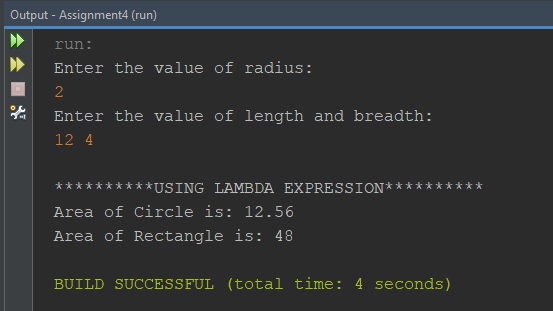 Output - Assignment4 (run)
run:
Enter the value of radius:
2
Enter the value of length and breadth:
12 4
**********USING LAMBDA EXPRESSION**********
Area of Circle is: 12.56
Area of Rectangle is: 48
BUILD SUCCESSFUL (total time: 4 seconds)